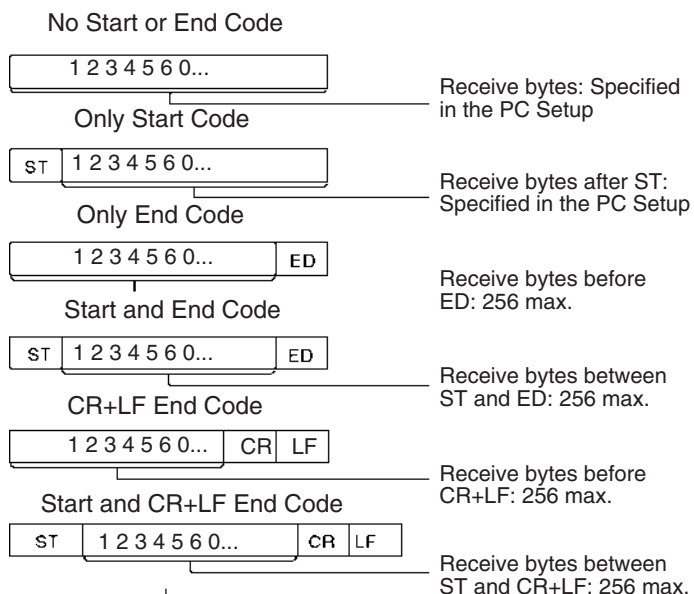 No Start or End Code
1 2 3 4 5 6 0...
Receive bytes: Specified
in the PC Setup
Only Start Code
ST 1 2 3 4 5 6 0...
Receive bytes after ST:
Specified in the PC Setup
Only End Code
1 2 3 4 5 6 0... ED
Receive bytes before
ED: 256 max.
Start and End Code
ST 1 2 3 4 5 6 0... ED
Receive bytes between
ST and ED: 256 max.
CR+LF End Code
1 2 3 4 5 6 0... CR LF
Receive bytes before
CR+LF: 256 max.
Start and CR+LF End Code
ST 1 2 3 4 5 6 0... CR LF
Receive bytes between
ST and CR+LF: 256 max.